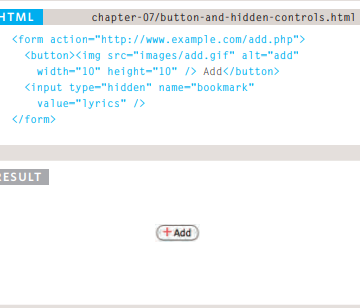 HTML
chapter-07/button-and-hidden-controls.html
<form action="http://www.example.com/add.php">
<button><img src="images/add.gif" alt="add"
width="10" height="10" /> Add</button>
<input type="hidden" name="bookmark"
value="lyrics" />
</form>
RESULT
Add